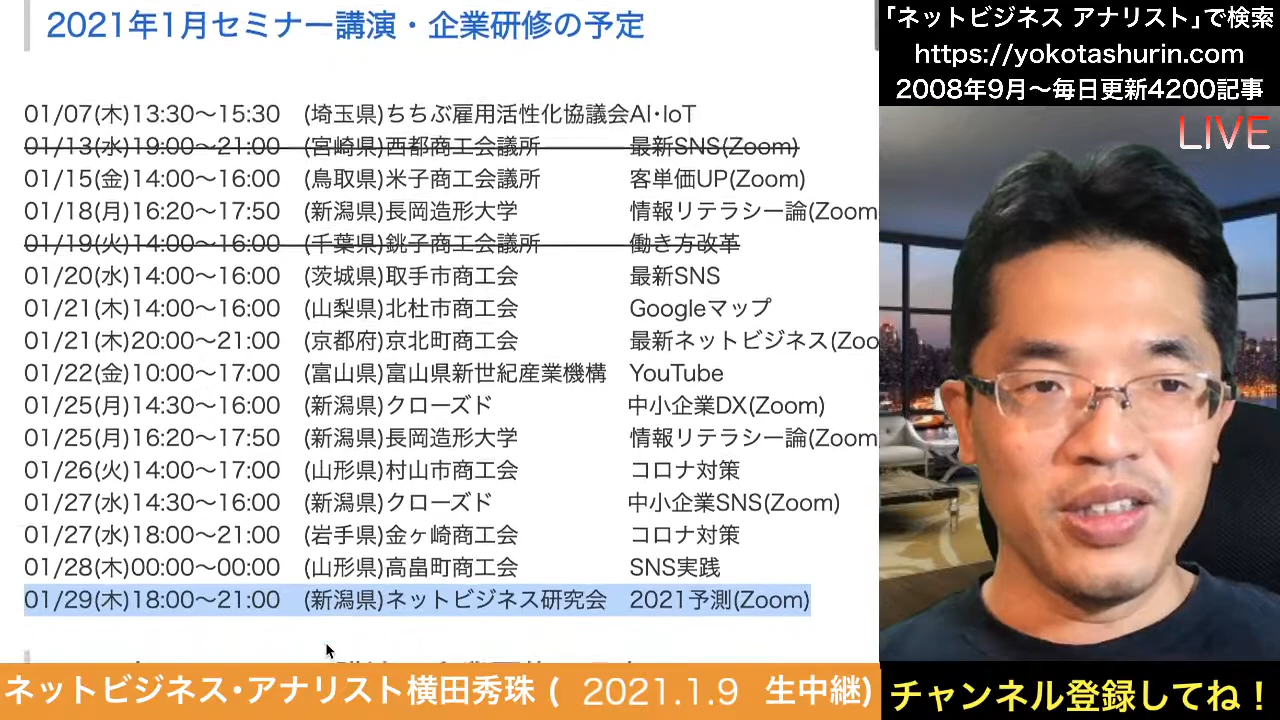 2021年1月セミナー講演・企業研修の予定
01/07(木)13:30〜15:30 (埼玉県)ちちぶ雇用活性化協議会AI・IoT
01/13(水)19:00〜21:00 (宮崎県)西都商工会議所 最新SNS(Zoom)
01/15(金)14:00〜16:00 (鳥取県)米子商工会議所 客単価UP(Zoom)
01/18(月)16:20〜17:50 (新潟県)長岡造形大学 情報リテラシー論(Zoom
01/19(火)14:00〜16:00 (千葉県)銚子商工会議所 働き方改革
01/20(水)14:00〜16:00 (茨城県)取手市商工会 最新SNS
01/21(木)14:00〜16:00 (山梨県)北杜市商工会 Googleマップ
01/21(木)20:00〜21:00 (京都府)京北町商工会 最新ネットビジネス(Zoo
01/22(金)10:00〜17:00 (富山県)富山県新世紀産業機構 YouTube
01/25(月)14:30〜16:00 (新潟県)クローズド 中小企業DX(Zoom)
01/25(月)16:20〜17:50 (新潟県)長岡造形大学 情報リテラシー論(Zoom
01/26(火)14:00〜17:00 (山形県)村山市商工会 コロナ対策
01/27(水)14:30〜16:00 (新潟県)クローズド 中小企業SNS(Zoom)
01/27(水)18:00〜21:00 (岩手県)金ヶ崎商工会 コロナ対策
01/28(木)00:00〜00:00 (山形県)高畠町商工会 SNS実践
01/29(木)18:00〜21:00 (新潟県)ネットビジネス研究会 2021予測(Zoom)
「ネットビジネス アナリスト」で検索
https://yokotashurin.com
2008年9月〜毎日更新4200記事
LIVE
ネットビジネス・アナリスト横田秀珠 ( 2021.1.9 生中継)
チャンネル登録してね！